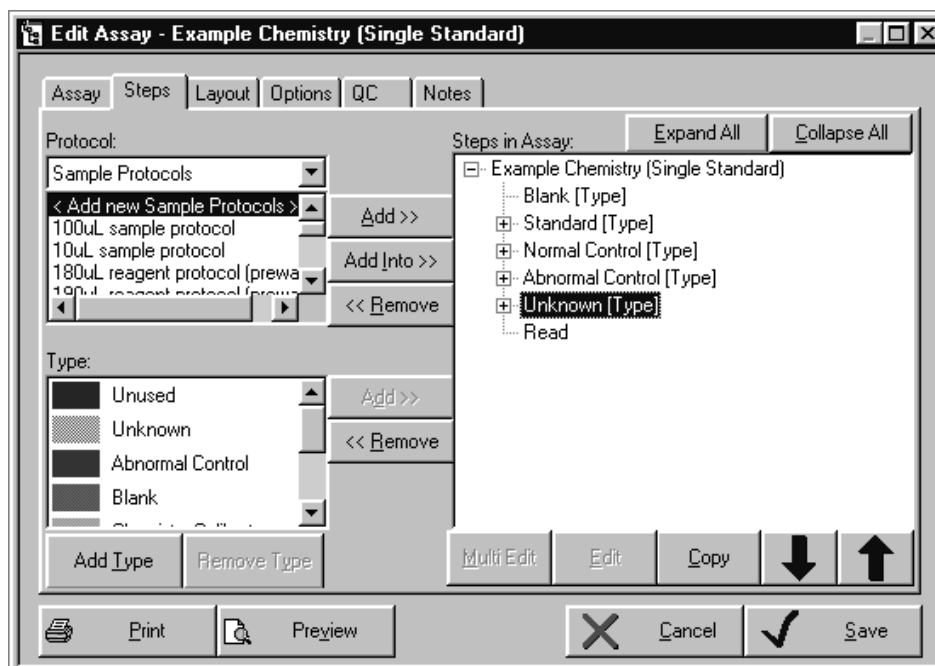 Edit Assay - Example Chemistry (Single Standard)
Assay Steps Layout Options QC Notes
Protocol:
Sample Protocols
< Add new Sample Protocols >
100uL sample protocol
10uL sample protocol
180uL reagent protocol (prewa
190uL reagent protocol (prewa
Add >>
Add Into >>
<< Remove
Type:
Unused
Unknown
Abnormal Control
Blank
Add >>
<< Remove
Add Type Remove Type
Steps in Assay: Expand All Collapse All
Example Chemistry (Single Standard)
Blank [Type]
Standard [Type]
Normal Control [Type]
Abnormal Control [Type]
Unknown [Type]
Read
Multi Edit Edit Copy
Print Preview Cancel Save